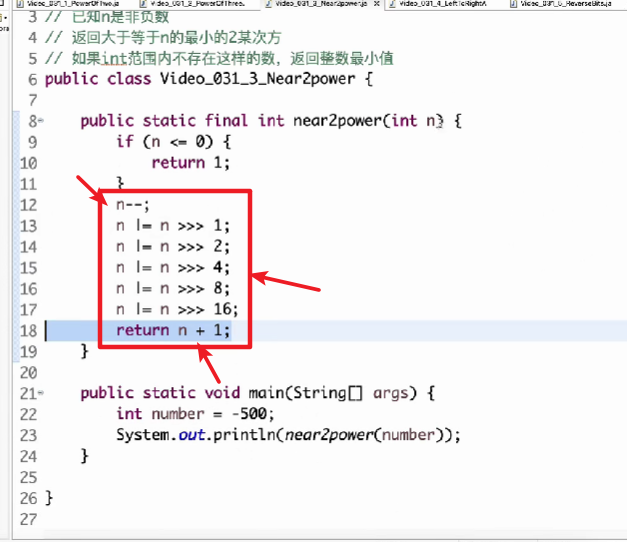 Video_031_1_PowerOfTwo.ja Video_031_2_PowerOfThree. Video_031_3_Near2power.ja Video_031_4_LeftToRightA Video_031_5_ReverseBits.ja
3 // 已知n是非负数
4 // 返回大于等于n的最小的2某次方
5 // 如果int范围内不存在这样的数，返回整数最小值
6 public class Video_031_3_Near2power {
7
8 public static final int near2power(int n) {
9 if (n <= 0) {
10 return 1;
11 }
12 n--;
13 n |= n >>> 1;
14 n |= n >>> 2;
15 n |= n >>> 4;
16 n |= n >>> 8;
17 n |= n >>> 16;
18 return n + 1;
19 }
20
21 public static void main(String[] args) {
22 int number = -500;
23 System.out.println(near2power(number));
24 }
25
26 }
27